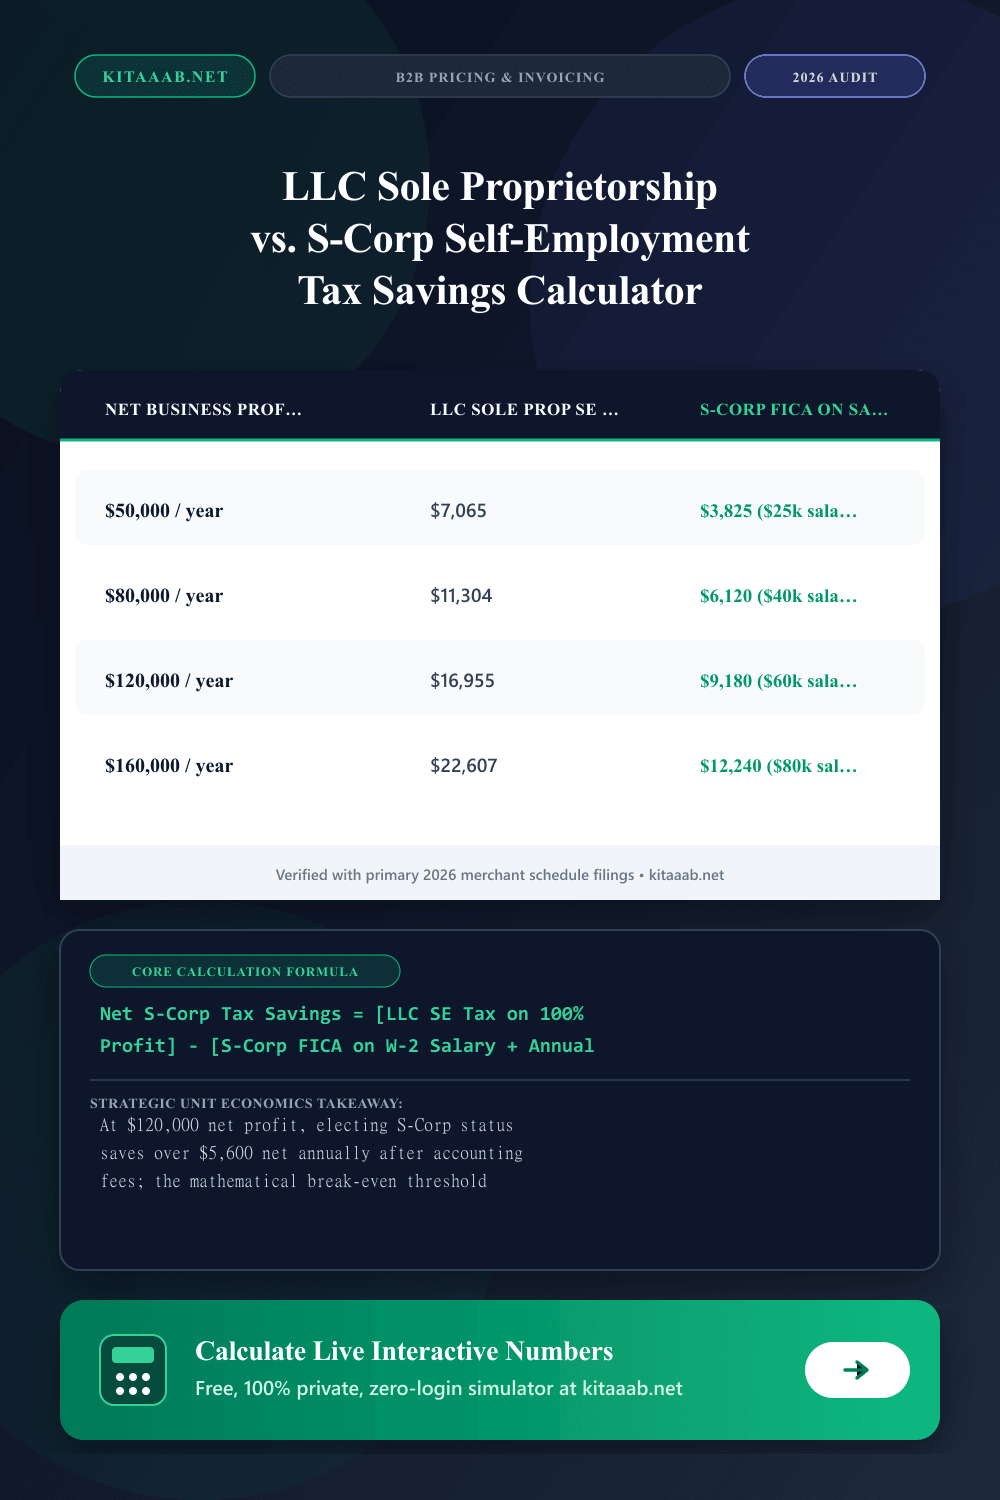 KITAAAB.NET
B2B PRICING & INVOICING
2026 AUDIT
LLC Sole Proprietorship
vs. S-Corp Self-Employment
Tax Savings Calculator
NET BUSINESS PROF... LLC SOLE PROP SE ... S-CORP FICA ON SA...
$50,000 / year $7,065 $3,825 ($25k sala...
$80,000 / year $11,304 $6,120 ($40k sala...
$120,000 / year $16,955 $9,180 ($60k sala...
$160,000 / year $22,607 $12,240 ($80k sal...
Verified with primary 2026 merchant schedule filings • kitaaab.net
CORE CALCULATION FORMULA
Net S-Corp Tax Savings = [LLC SE Tax on 100%
Profit] - [S-Corp FICA on W-2 Salary + Annual
STRATEGIC UNIT ECONOMICS TAKEAWAY:
At $120,000 net profit, electing S-Corp status
saves over $5,600 net annually after accounting
fees; the mathematical break-even threshold
Calculate Live Interactive Numbers
Free, 100% private, zero-login simulator at kitaaab.net